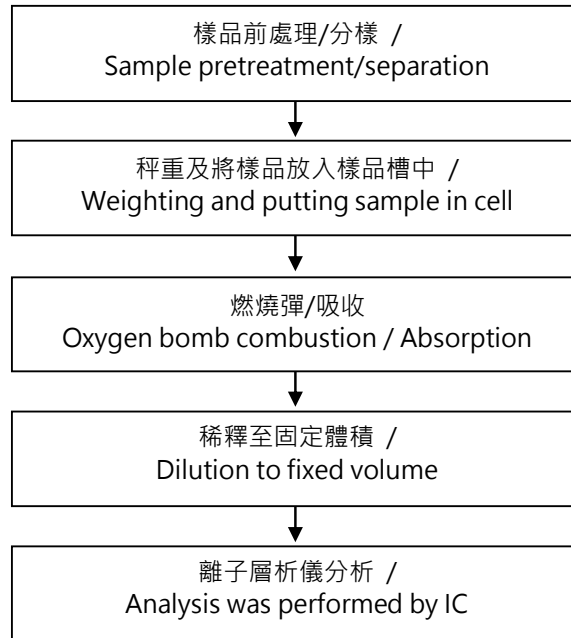 樣品前處理/分樣 /
Sample pretreatment/separation
秤重及將樣品放入樣品槽中 /
Weighting and putting sample in cell
燃燒彈/吸收
Oxygen bomb combustion / Absorption
稀釋至固定體積 /
Dilution to fixed volume
離子層析儀分析 /
Analysis was performed by IC